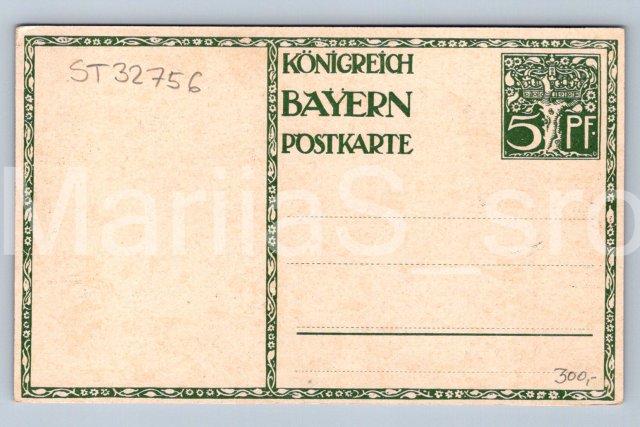 ST32756
KÖNIGREICH
BAYERN
POSTKARTE
5 PF.
MariiaS_sro
300,-